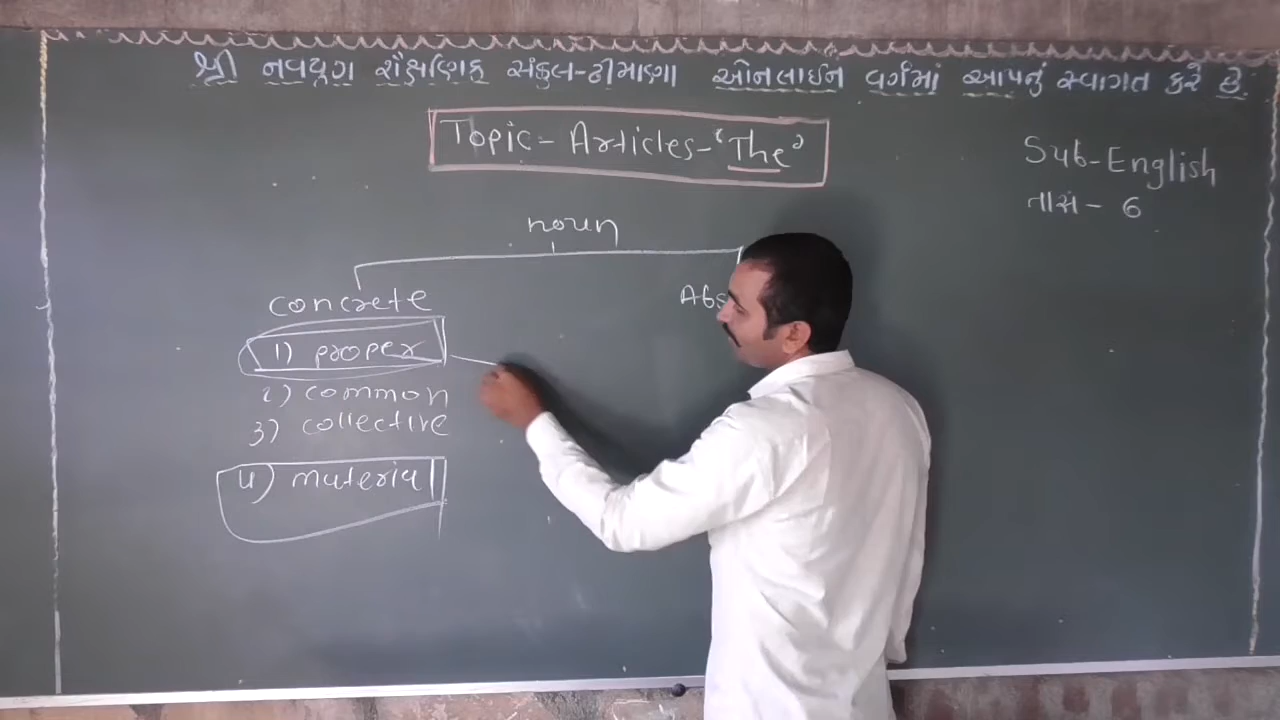 શ્રી નવયુગ શૈક્ષણિક સંકુલ-ઢીમાણા ઓનલાઈન વર્ગમાં આપનું સ્વાગત કરે છે.
Topic-Articles-‘The’
Sub-English
તાસ- 6
noun
concrete
Abs
1) proper
2) common
3) collective
4) material